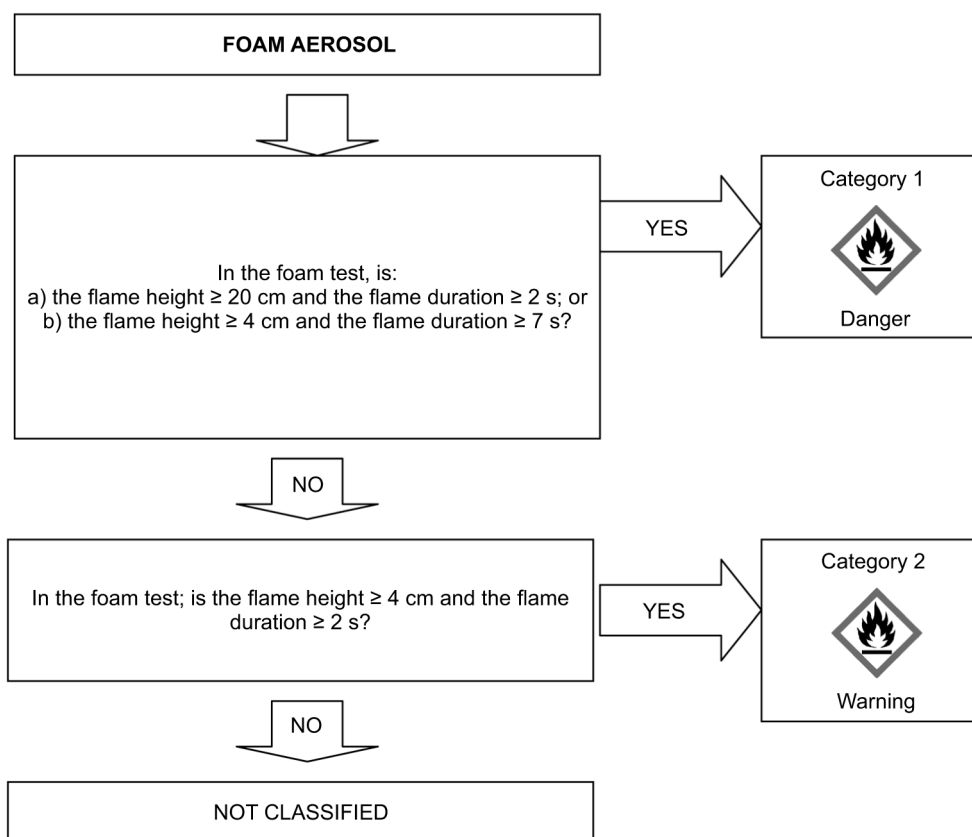 FOAM AEROSOL
In the foam test, is:
a) the flame height ≥ 20 cm and the flame duration ≥ 2 s; or
b) the flame height ≥ 4 cm and the flame duration ≥ 7 s?
YES
Category 1
Danger
NO
In the foam test; is the flame height ≥ 4 cm and the flame
duration ≥ 2 s?
YES
Category 2
Warning
NO
NOT CLASSIFIED